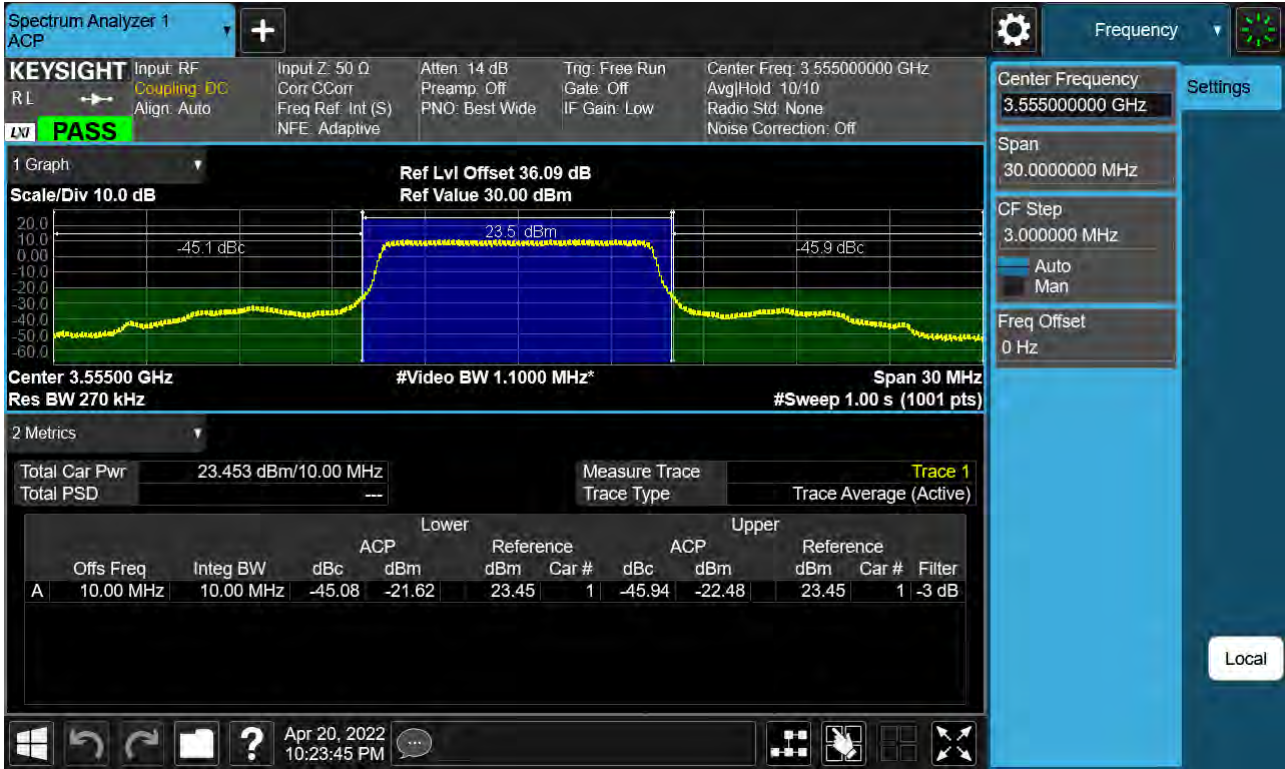 Spectrum Analyzer 1
ACP
Frequency
KEYSIGHT Input: RF Input Z: 50 Ω Atten: 14 dB Trig: Free Run Center Freq: 3.555000000 GHz
RL Coupling: DC Corr CCorr Preamp: Off Gate: Off Avg|Hold: 10/10
Align: Auto Freq Ref: Int (S) PNO: Best Wide IF Gain: Low Radio Std: None
LXI PASS NFE: Adaptive Noise Correction: Off
1 Graph
Ref Lvl Offset 36.09 dB
Scale/Div 10.0 dB Ref Value 30.00 dBm
20.0
10.0
0.00
-10.0
-20.0
-30.0
-40.0
-50.0
-60.0
-45.1 dBc 23.5 dBm -45.9 dBc
Center 3.55500 GHz #Video BW 1.1000 MHz* Span 30 MHz
Res BW 270 kHz #Sweep 1.00 s (1001 pts)
2 Metrics
Total Car Pwr 23.453 dBm/10.00 MHz Measure Trace Trace 1
Total PSD --- Trace Type Trace Average (Active)
Lower Upper
ACP Reference ACP Reference
Offs Freq Integ BW dBc dBm dBm Car # dBc dBm dBm Car # Filter
A 10.00 MHz 10.00 MHz -45.08 -21.62 23.45 1 -45.94 -22.48 23.45 1 -3 dB
Center Frequency
3.555000000 GHz
Settings
Span
30.0000000 MHz
CF Step
3.000000 MHz
Auto
Man
Freq Offset
0 Hz
Local
? Apr 20, 2022
10:23:45 PM